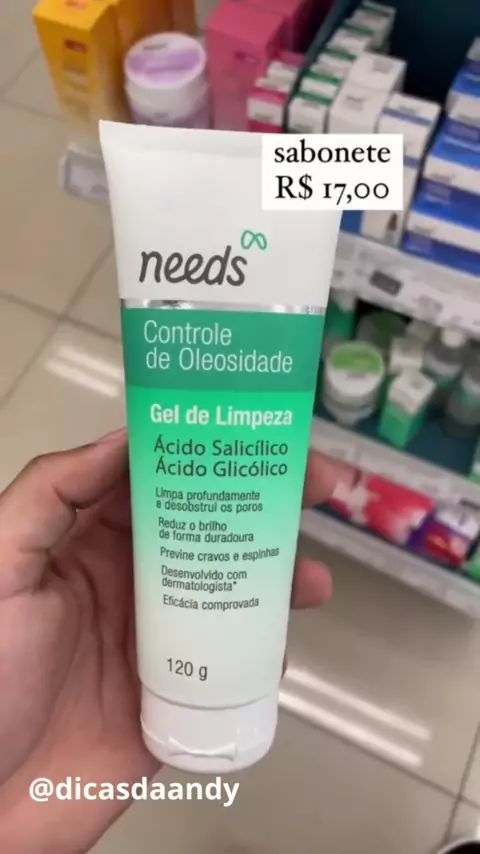 sabonete
R$ 17,00
needs
Controle
de Oleosidade
Gel de Limpeza
Ácido Salicílico
Ácido Glicólico
Limpa profundamente
e desobstrui os poros
Reduz o brilho
de forma duradoura
Previne cravos e espinhas
Desenvolvido com
dermatologista*
Eficácia comprovada
120 g
@dicasdaandy